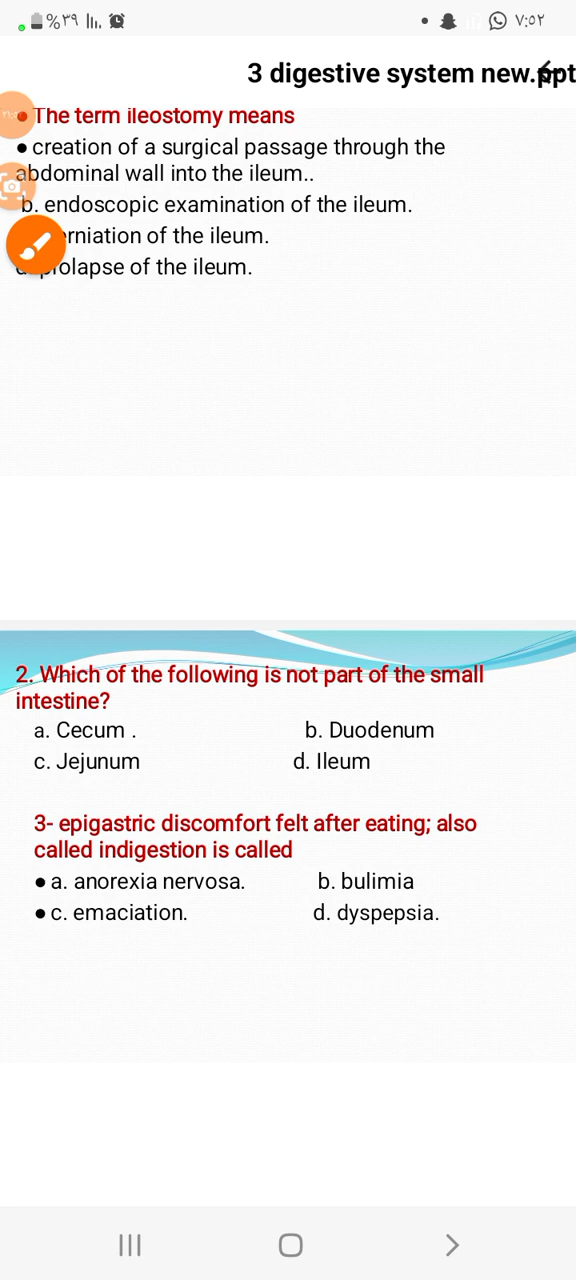 %٣٩
٧:٥٢
3 digestive system new.ppt
• The term ileostomy means
• creation of a surgical passage through the
abdominal wall into the ileum..
b. endoscopic examination of the ileum.
of the ileum.
of the ileum.
2. Which of the following is not part of the small
intestine?
a. Cecum . b. Duodenum
c. Jejunum d. Ileum
3- epigastric discomfort felt after eating; also
called indigestion is called
• a. anorexia nervosa. b. bulimia
• c. emaciation. d. dyspepsia.